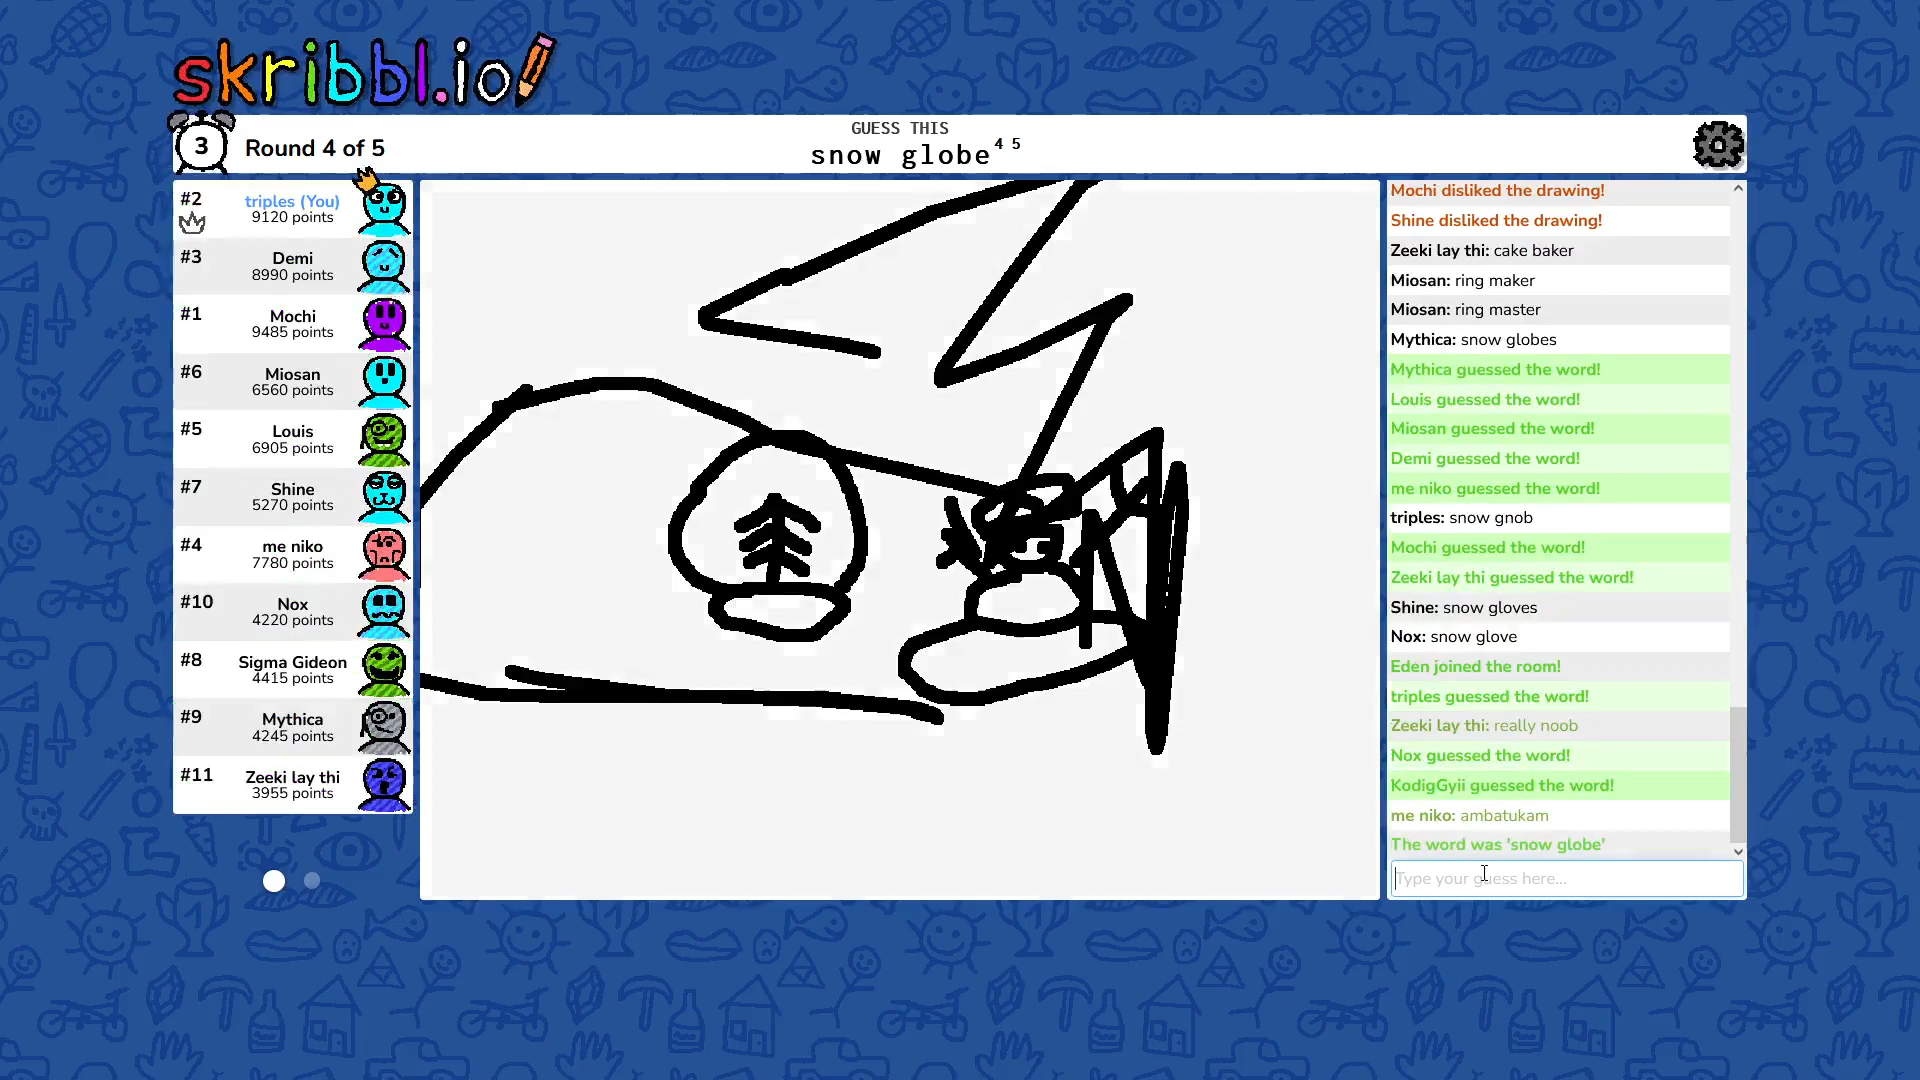 skribbl.io
3
Round 4 of 5
GUESS THIS
snow globe 4 5
#2 triples (You)
9120 points
#3 Demi
8990 points
#1 Mochi
9485 points
#6 Miosan
6560 points
#5 Louis
6905 points
#7 Shine
5270 points
#4 me niko
7780 points
#10 Nox
4220 points
#8 Sigma Gideon
4415 points
#9 Mythica
4245 points
#11 Zeeki lay thi
3955 points
Mochi disliked the drawing!
Shine disliked the drawing!
Zeeki lay thi: cake baker
Miosan: ring maker
Miosan: ring master
Mythica: snow globes
Mythica guessed the word!
Louis guessed the word!
Miosan guessed the word!
Demi guessed the word!
me niko guessed the word!
triples: snow gnob
Mochi guessed the word!
Zeeki lay thi guessed the word!
Shine: snow gloves
Nox: snow glove
Eden joined the room!
triples guessed the word!
Zeeki lay thi: really noob
Nox guessed the word!
KodigGyii guessed the word!
me niko: ambatukam
The word was 'snow globe'
Type your guess here...